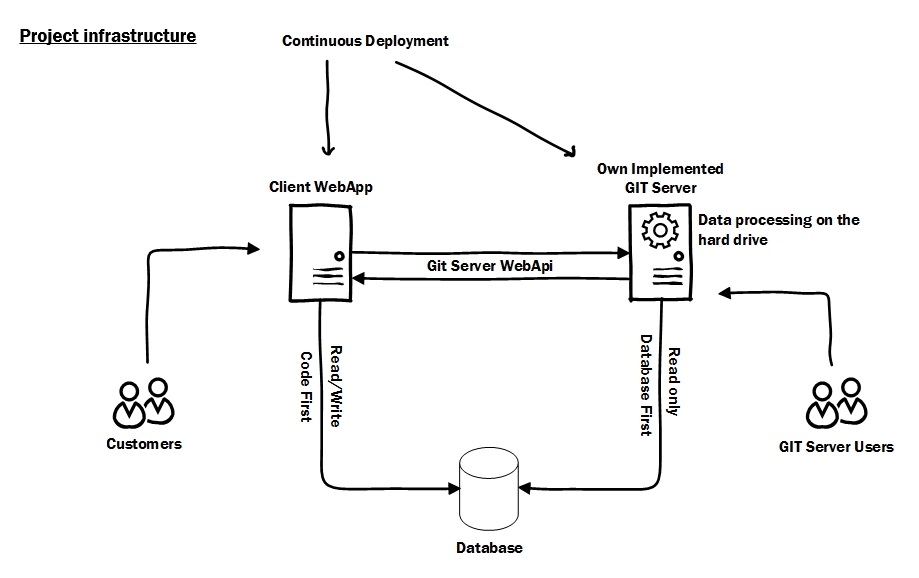 Project infrastructure
Continuous Deployment
Own Implemented
GIT Server
Client WebApp
Data processing on the
hard drive
Git Server WebApi
Read/Write
Code First
Read only
Database First
Customers
GIT Server Users
Database